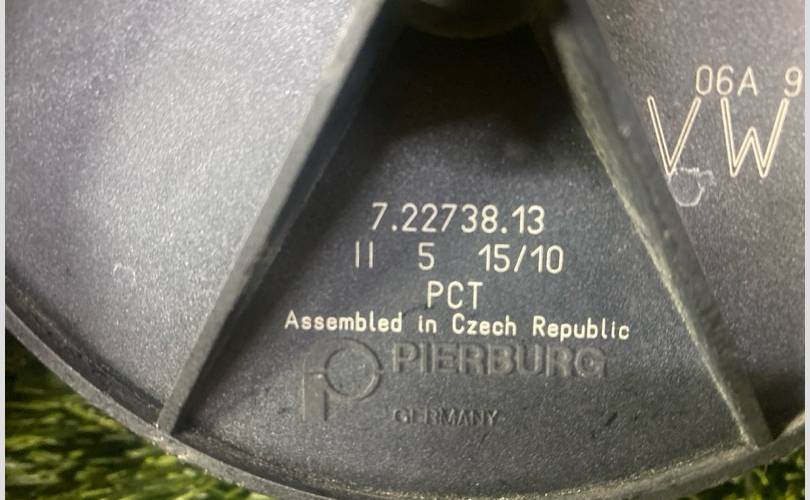 06A 9
VW
7.22738.13
II 5 15/10
PCT
Assembled in Czech Republic
PIERBURG
GERMANY